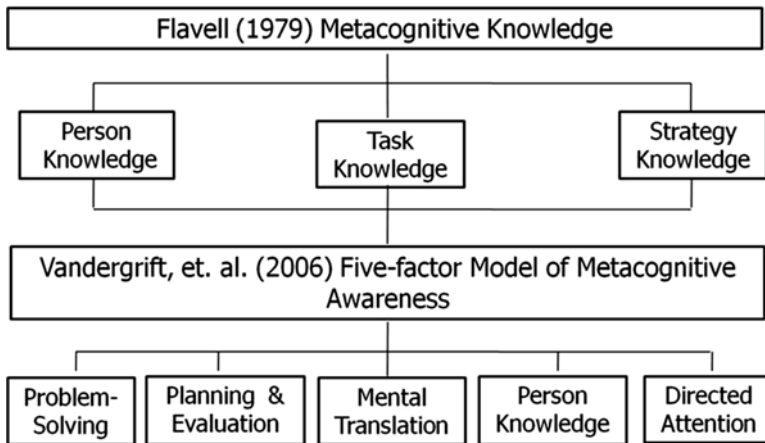 Flavell (1979) Metacognitive Knowledge
Person
Knowledge
Task
Knowledge
Strategy
Knowledge
Vandergrift, et. al. (2006) Five-factor Model of Metacognitive
Awareness
Problem-
Solving
Planning &
Evaluation
Mental
Translation
Person
Knowledge
Directed
Attention